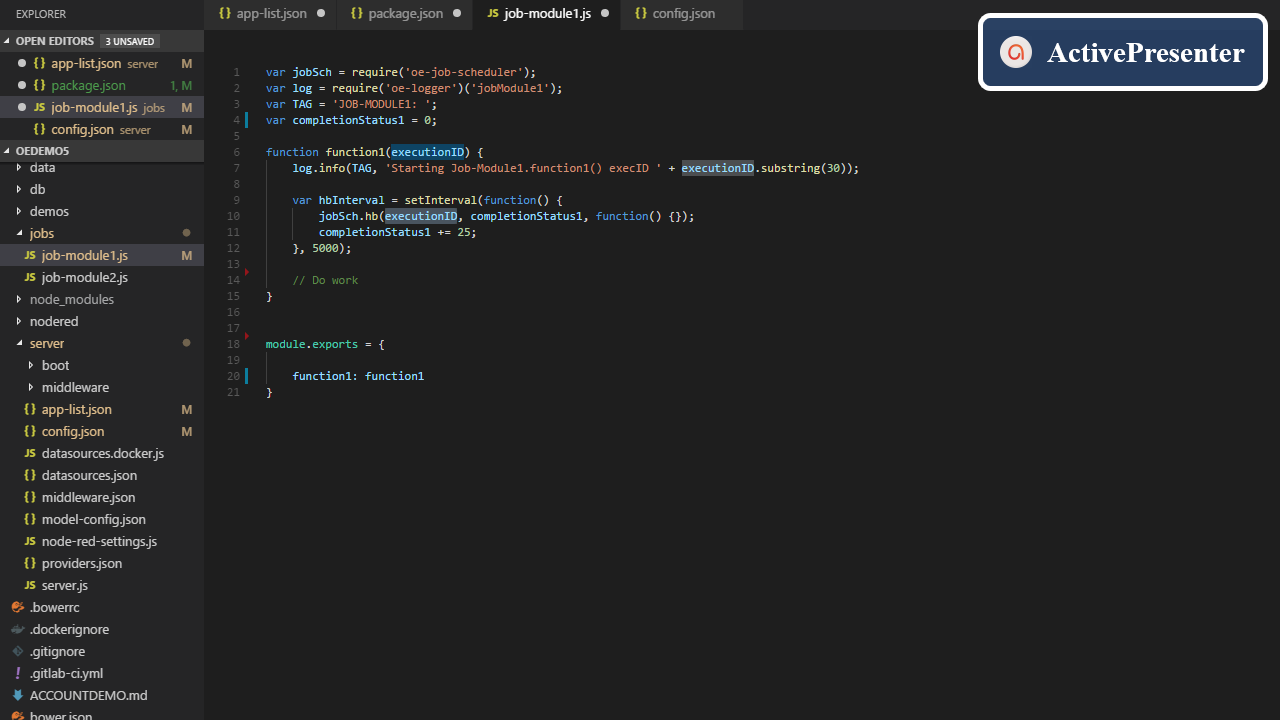 EXPLORER
OPEN EDITORS 3 UNSAVED
{} app-list.json server M
{} package.json 1, M
JS job-module1.js jobs M
{} config.json server M
OEDEMO5
data
db
demos
jobs
JS job-module1.js M
JS job-module2.js
node_modules
nodered
server
boot
middleware
{} app-list.json M
{} config.json M
JS datasources.docker.js
{} datasources.json
{} middleware.json
{} model-config.json
JS node-red-settings.js
{} providers.json
JS server.js
.bowerrc
.dockerignore
.gitignore
! .gitlab-ci.yml
ACCOUNTDEMO.md
bower.json
{} app-list.json
{} package.json
JS job-module1.js
{} config.json
ActivePresenter
1 var jobSch = require('oe-job-scheduler');
2 var log = require('oe-logger')('jobModule1');
3 var TAG = 'JOB-MODULE1: ';
4 var completionStatus1 = 0;
5
6 function function1(executionID) {
7 log.info(TAG, 'Starting Job-Module1.function1() execID ' + executionID.substring(30));
8
9 var hbInterval = setInterval(function() {
10 jobSch.hb(executionID, completionStatus1, function() {});
11 completionStatus1 += 25;
12 }, 5000);
13
14 // Do work
15 }
16
17
18 module.exports = {
19
20 function1: function1
21 }